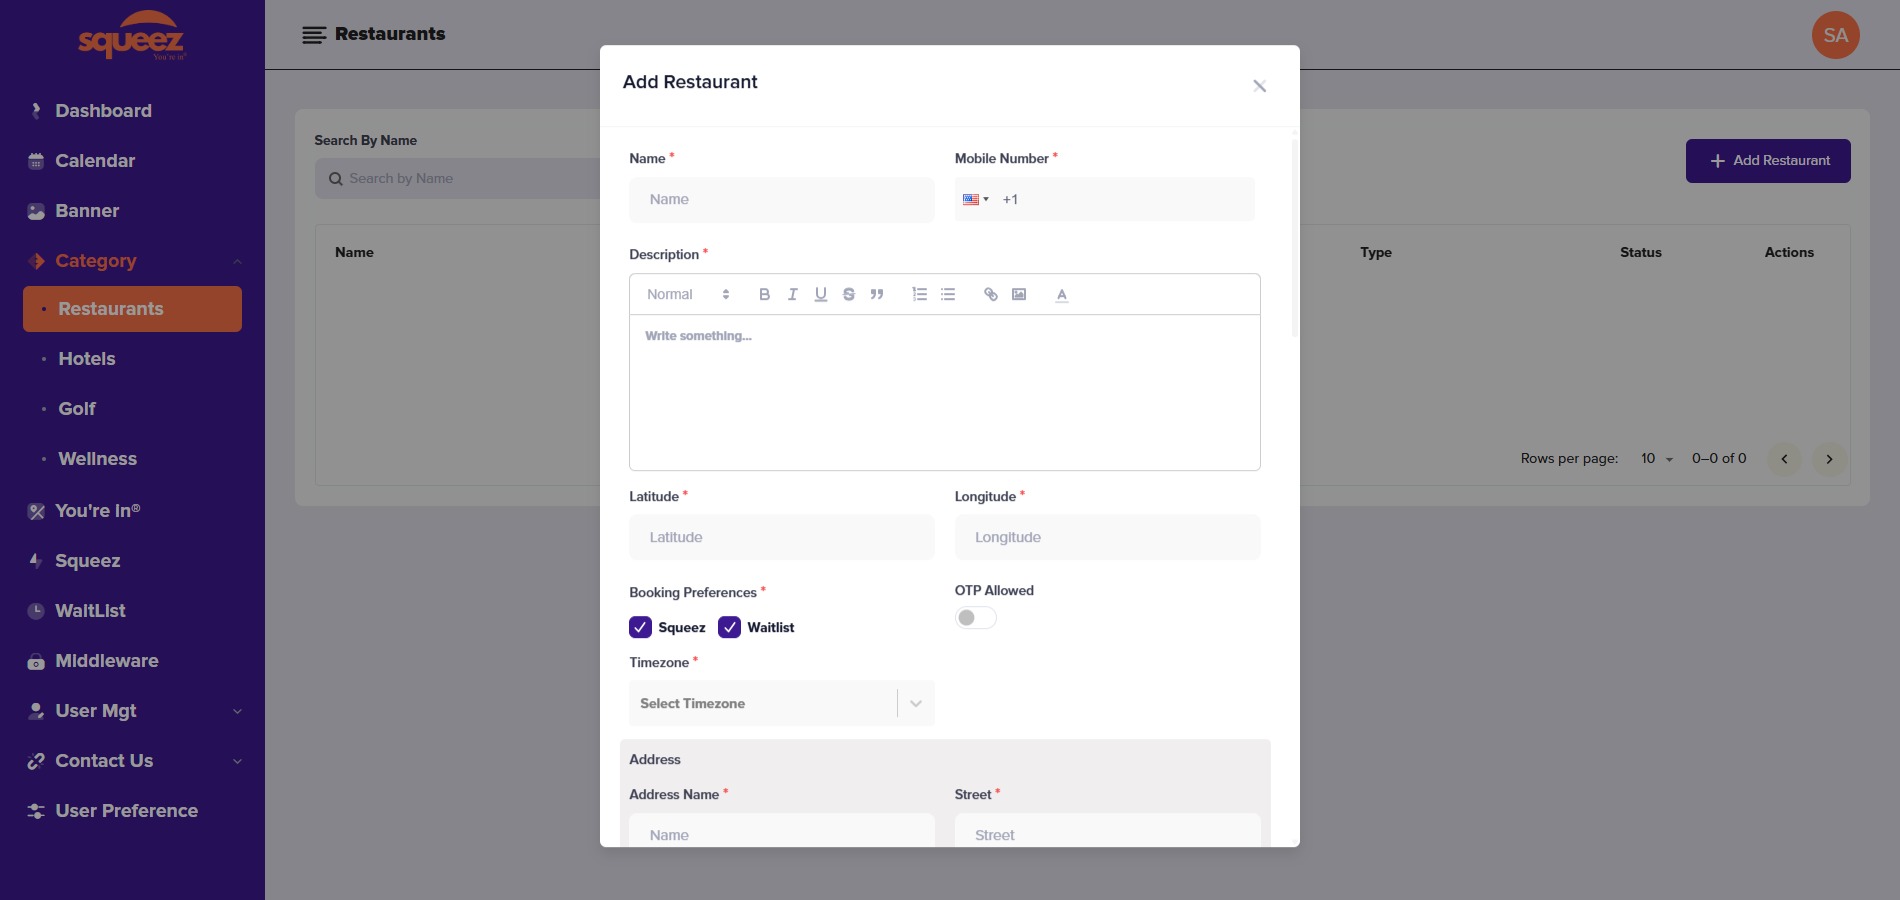 squeez
You're in®
Dashboard
Calendar
Banner
Category
Restaurants
Hotels
Golf
Wellness
You're In®
Squeez
WaitList
Middleware
User Mgt
Contact Us
User Preference
Restaurants
SA
Search By Name
Search by Name
Add Restaurant
Name
Type
Status
Actions
Rows per page:
10
0–0 of 0
Add Restaurant
Name *
Mobile Number *
Name
+1
Description *
Normal
Write something...
Latitude *
Longitude *
Latitude
Longitude
Booking Preferences *
OTP Allowed
Squeez
Waitlist
Timezone *
Select Timezone
Address
Address Name *
Street *
Name
Street